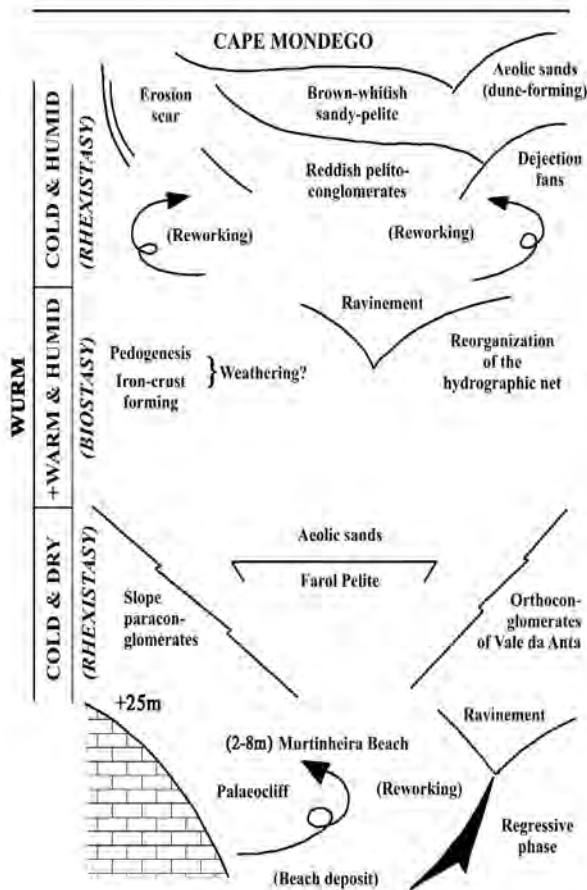 CAPE MONDEGO
Aeolic sands
(dune-forming)
Erosion
scar
Brown-whitish
sandy-pelite
Dejection
fans
Reddish pelito-
conglomerates
(Reworking)
(Reworking)
COLD & HUMID
(RHEXISTASY)
Ravinement
Reorganization
of the
hydrographic net
Pedogenesis
Iron-crust
forming
} Weathering?
WURM
+WARM & HUMID
(BIOSTASY)
Aeolic sands
Farol Pelite
Slope
paracon-
glomerates
Orthocon-
glomerates
of Vale da Anta
COLD & DRY
(RHEXISTASY)
+25m
Ravinement
(2-8m) Murtinheira Beach
Palaeocliff
(Reworking)
Regressive
phase
(Beach deposit)